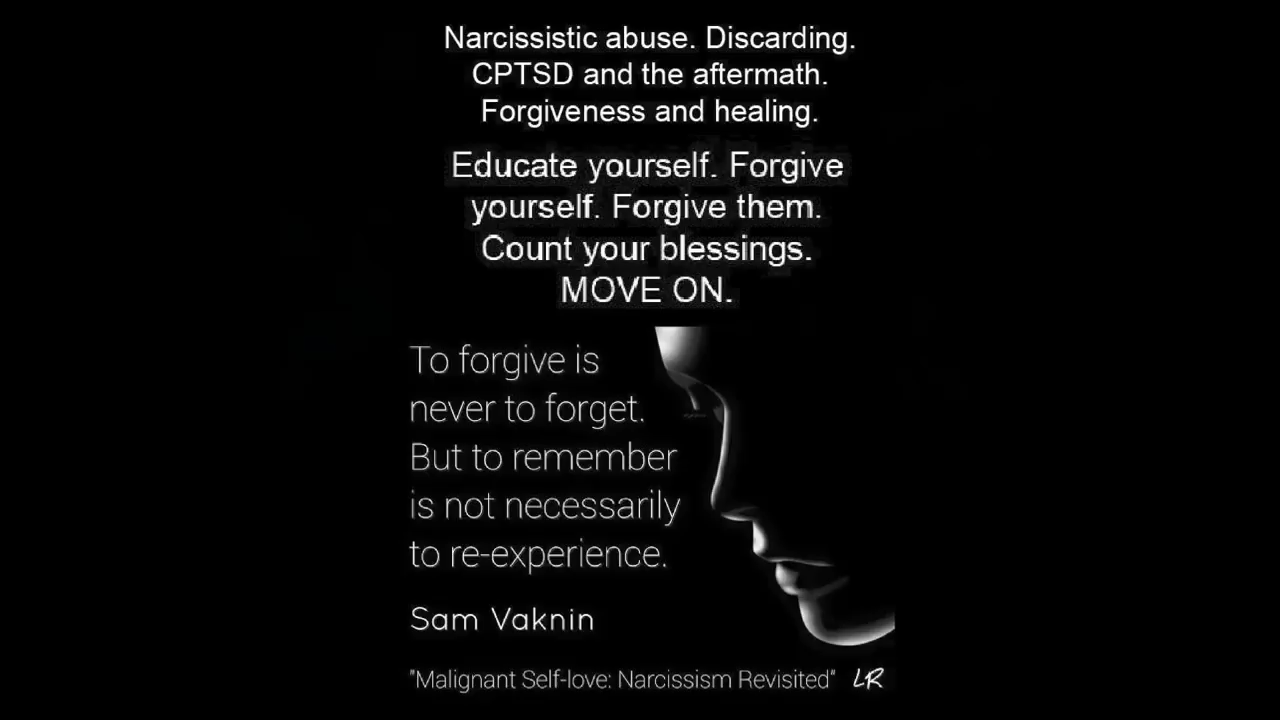 Narcissistic abuse. Discarding.
CPTSD and the aftermath.
Forgiveness and healing.
Educate yourself. Forgive
yourself. Forgive them.
Count your blessings.
MOVE ON.
To forgive is
never to forget.
But to remember
is not necessarily
to re-experience.
Sam Vaknin
"Malignant Self-love: Narcissism Revisited" LR